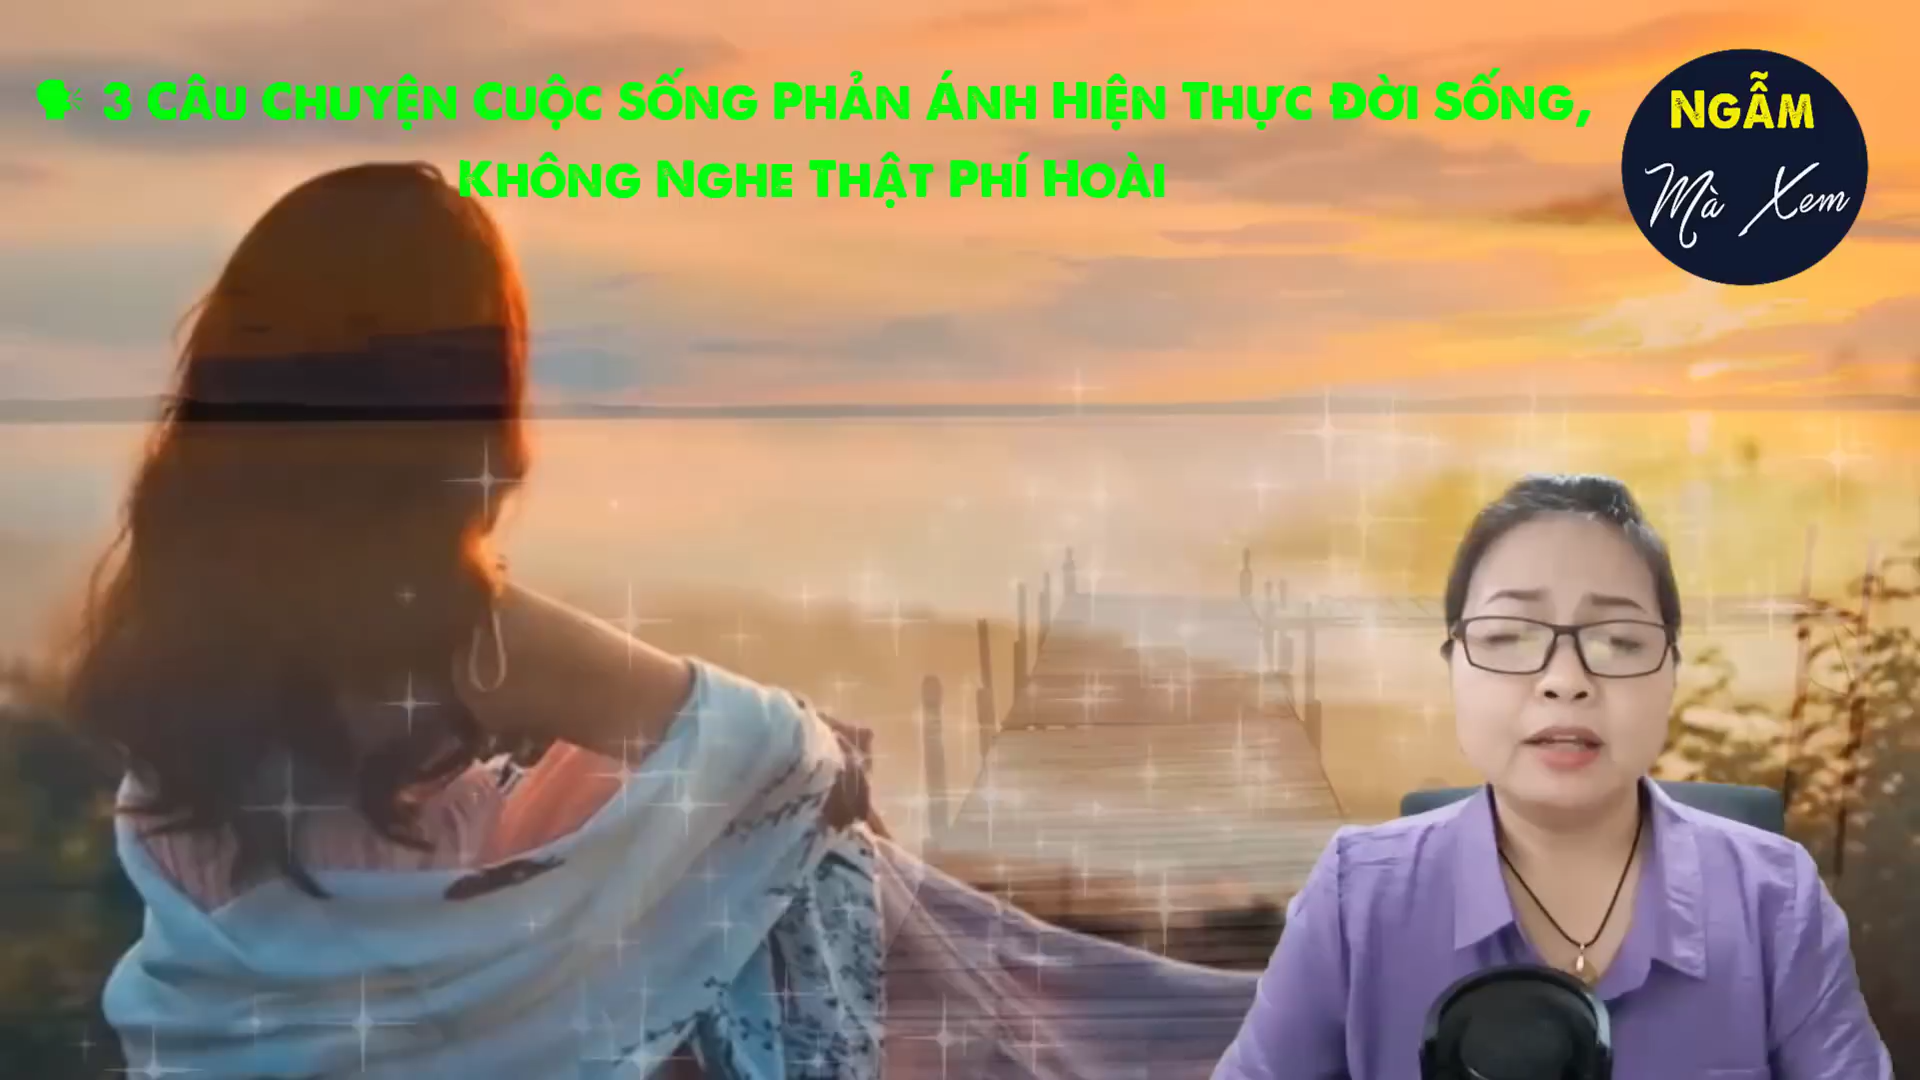 🗣 3 Câu Chuyện Cuộc Sống Phản Ánh Hiện Thực Đời Sống,
Không Nghe Thật Phí Hoài
NGẪM
Mà Xem